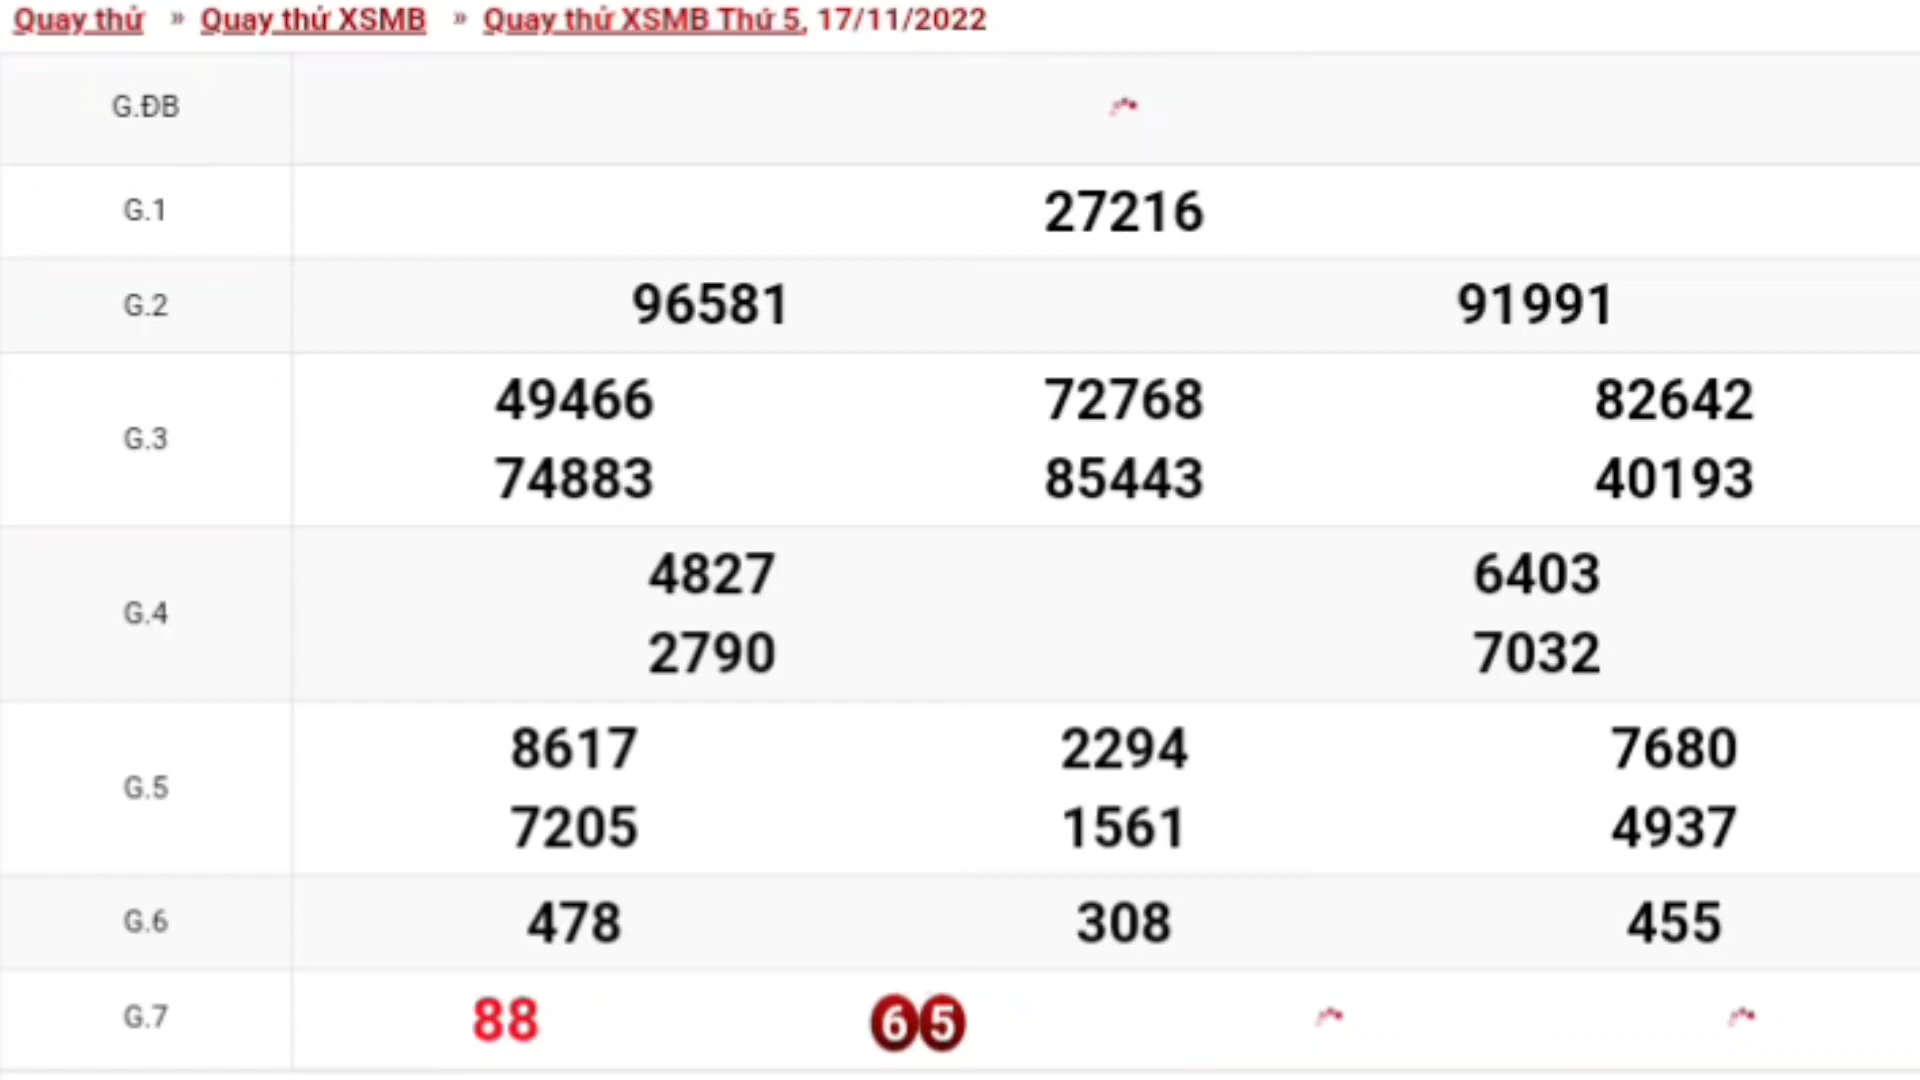 Quay thử » Quay thử XSMB » Quay thử XSMB Thứ 5, 17/11/2022
G.ĐB
G.1 27216
G.2 96581 91991
G.3 49466 72768 82642
74883 85443 40193
G.4 4827 6403
2790 7032
G.5 8617 2294 7680
7205 1561 4937
G.6 478 308 455
G.7 88 65